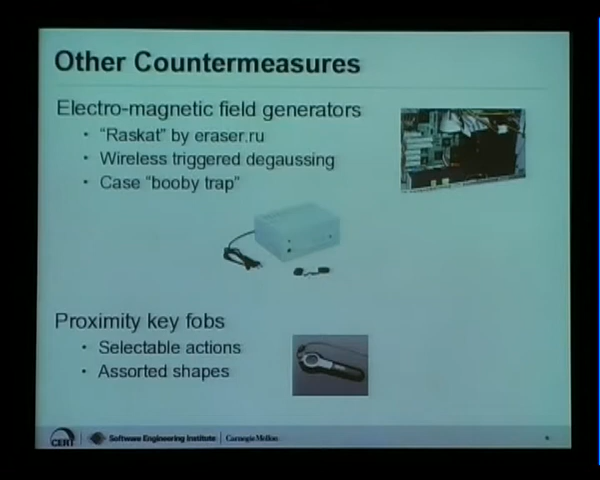 Other Countermeasures
Electro-magnetic field generators
• “Raskat” by eraser.ru
• Wireless triggered degaussing
• Case “booby trap”
Proximity key fobs
• Selectable actions
• Assorted shapes
CERT | Software Engineering Institute | Carnegie Mellon